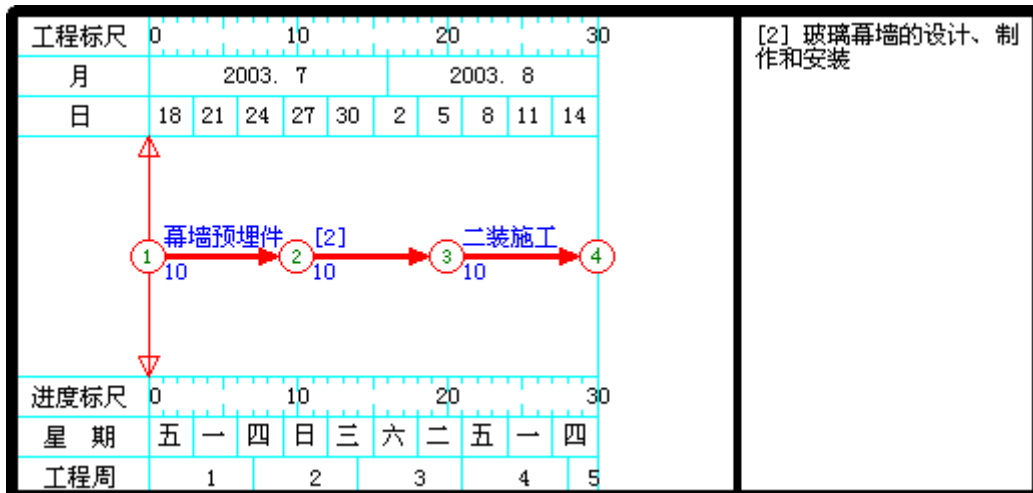 工程标尺 0 10 20 30
月 2003. 7 2003. 8
日 18 21 24 27 30 2 5 8 11 14
幕墙预埋件 [2] 二装施工
1 2 3 4
10 10 10
进度标尺 0 10 20 30
星 期 五 一 四 日 三 六 二 五 一 四
工程周 1 2 3 4 5
[2] 玻璃幕墙的设计、制
作和安装